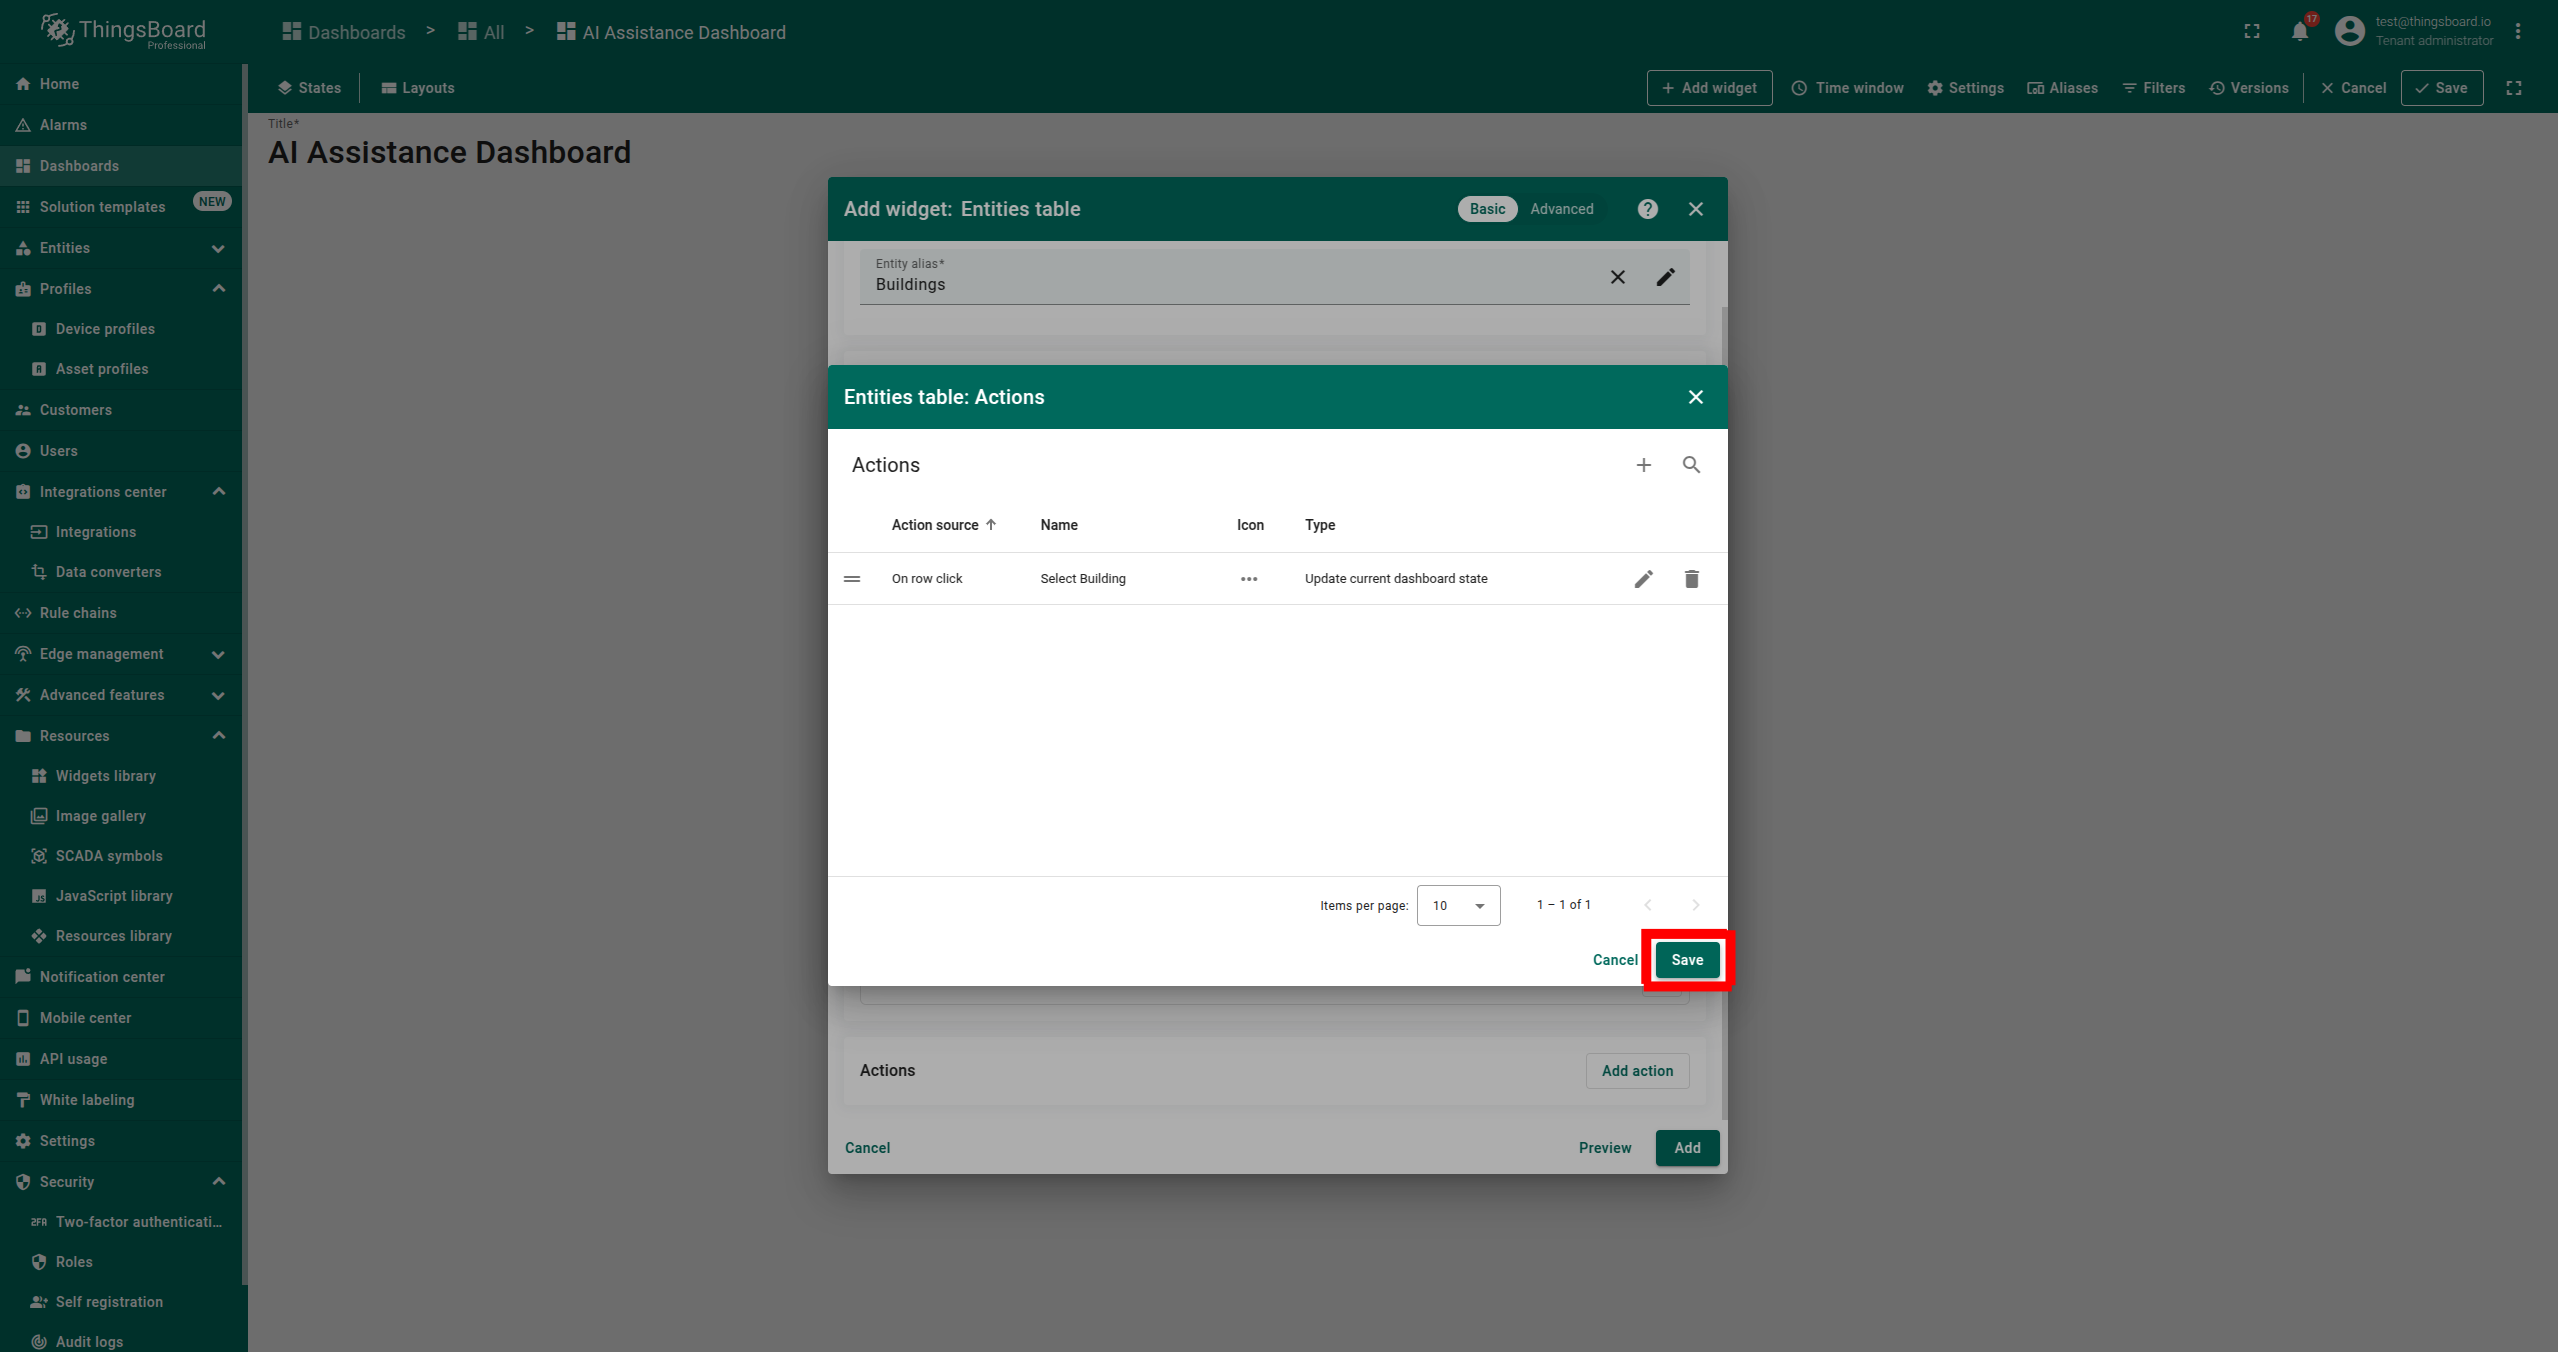 ThingsBoard
Professional
Dashboards > All > AI Assistance Dashboard
17
test@thingsboard.io
Tenant administrator
States
Layouts
Add widget
Time window
Settings
Aliases
Filters
Versions
Cancel
Save
Home
Alarms
Dashboards
Solution templates NEW
Entities
Profiles
Device profiles
Asset profiles
Customers
Users
Integrations center
Integrations
Data converters
Rule chains
Edge management
Advanced features
Resources
Widgets library
Image gallery
SCADA symbols
JavaScript library
Resources library
Notification center
Mobile center
API usage
White labeling
Settings
Security
2FA Two-factor authenticati...
Roles
Self registration
Audit logs
Title*
AI Assistance Dashboard
Add widget: Entities table
Basic Advanced
Entity alias*
Buildings
Entities table: Actions
Actions
Action source Name Icon Type
On row click Select Building Update current dashboard state
Items per page: 10 1 – 1 of 1
Cancel Save
Actions Add action
Cancel Preview Add